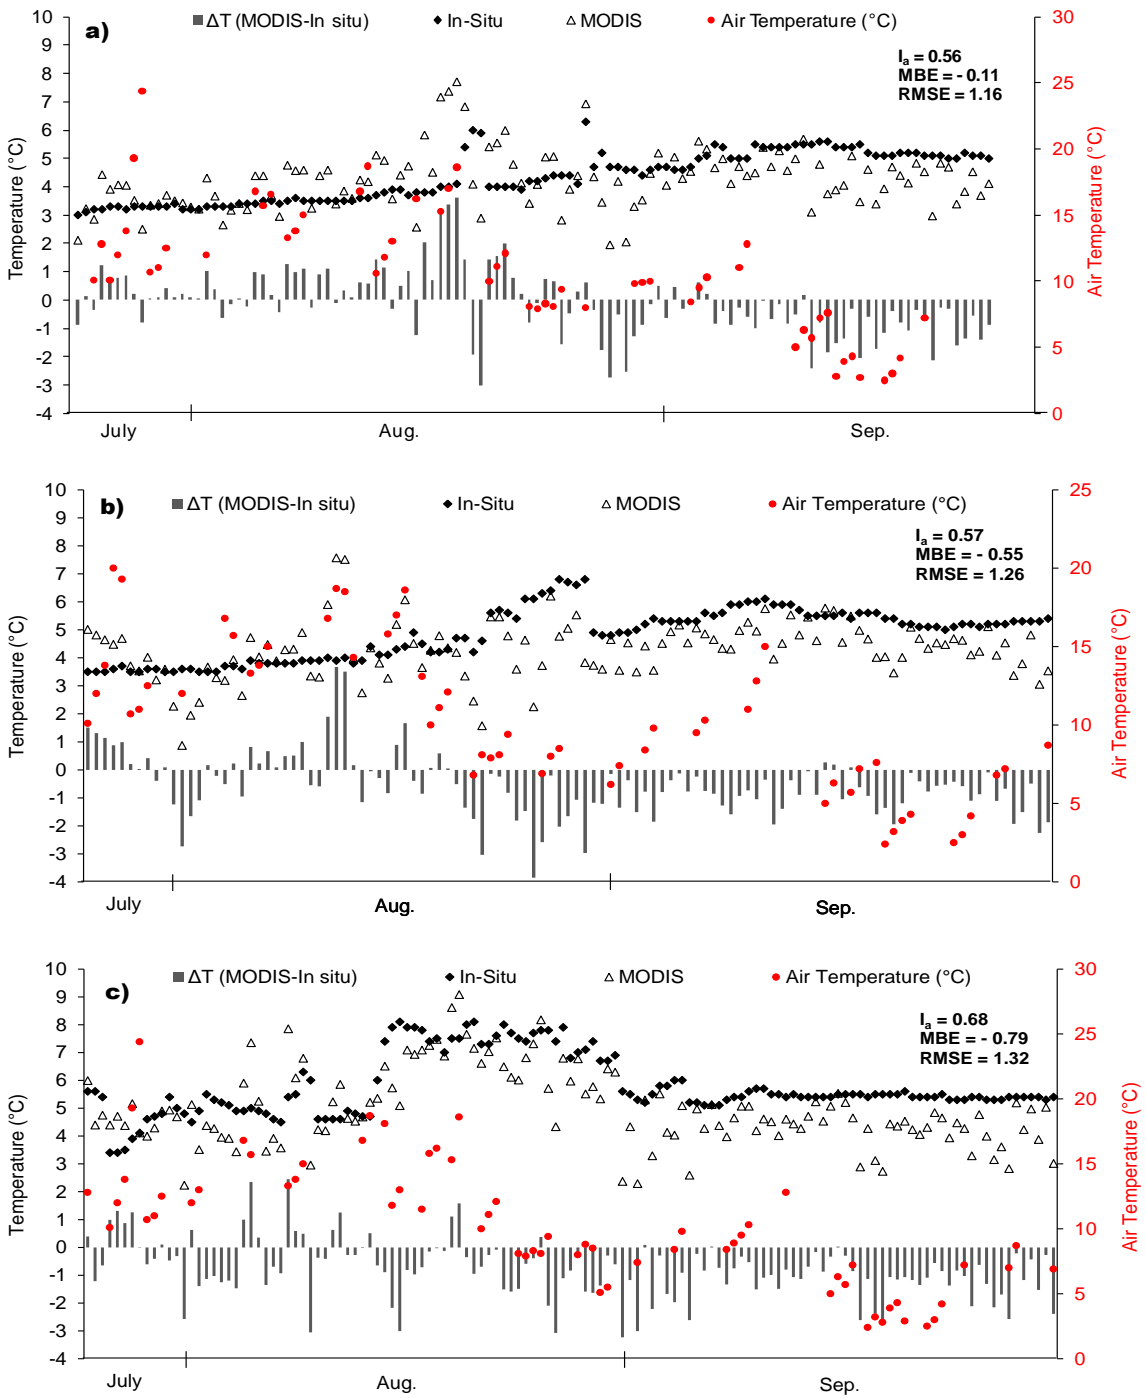 a)
ΔT (MODIS-In situ) In-Situ MODIS Air Temperature (°C)
I_a = 0.56
MBE = - 0.11
RMSE = 1.16
10
9
8
7
6
5
4
3
2
1
0
-1
-2
-3
-4
Temperature (°C)
30
25
20
15
10
5
0
Air Temperature (°C)
July Aug. Sep.
b)
ΔT (MODIS-In situ) In-Situ MODIS Air Temperature (°C)
I_a = 0.57
MBE = - 0.55
RMSE = 1.26
10
9
8
7
6
5
4
3
2
1
0
-1
-2
-3
-4
Temperature (°C)
25
20
15
10
5
0
Air Temperature (°C)
July Aug. Sep.
c)
ΔT (MODIS-In situ) In-Situ MODIS Air Temperature (°C)
I_a = 0.68
MBE = - 0.79
RMSE = 1.32
10
9
8
7
6
5
4
3
2
1
0
-1
-2
-3
-4
Temperature (°C)
30
25
20
15
10
5
0
Air Temperature (°C)
July Aug. Sep.